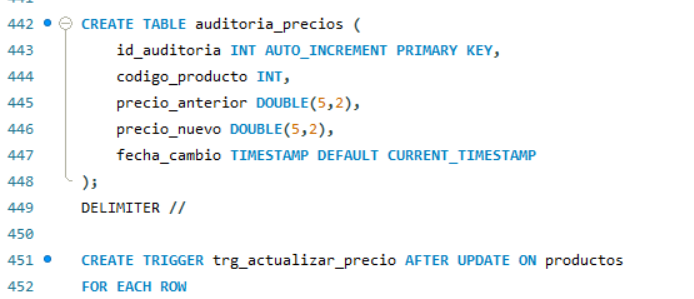 442 CREATE TABLE auditoria_precios (
443 id_auditoria INT AUTO_INCREMENT PRIMARY KEY,
444 codigo_producto INT,
445 precio_anterior DOUBLE(5,2),
446 precio_nuevo DOUBLE(5,2),
447 fecha_cambio TIMESTAMP DEFAULT CURRENT_TIMESTAMP
448 );
449 DELIMITER //
450
451 CREATE TRIGGER trg_actualizar_precio AFTER UPDATE ON productos
452 FOR EACH ROW